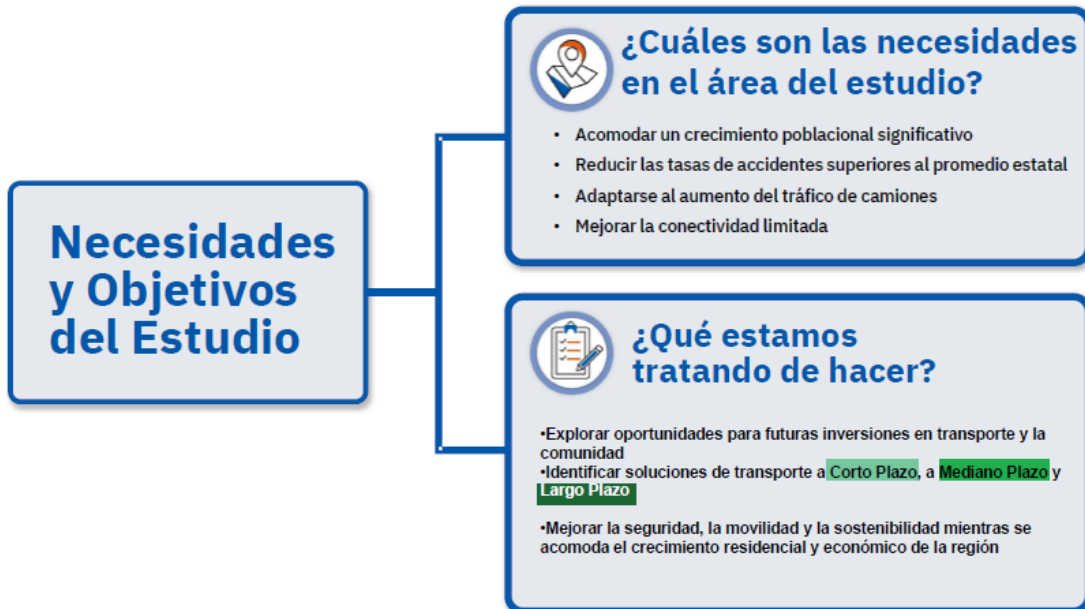 Necesidades
y Objetivos
del Estudio
¿Cuáles son las necesidades
en el área del estudio?
• Acomodar un crecimiento poblacional significativo
• Reducir las tasas de accidentes superiores al promedio estatal
• Adaptarse al aumento del tráfico de camiones
• Mejorar la conectividad limitada
¿Qué estamos
tratando de hacer?
•Explorar oportunidades para futuras inversiones en transporte y la
comunidad
•Identificar soluciones de transporte a Corto Plazo, a Mediano Plazo y
Largo Plazo
•Mejorar la seguridad, la movilidad y la sostenibilidad mientras se
acomoda el crecimiento residencial y económico de la región